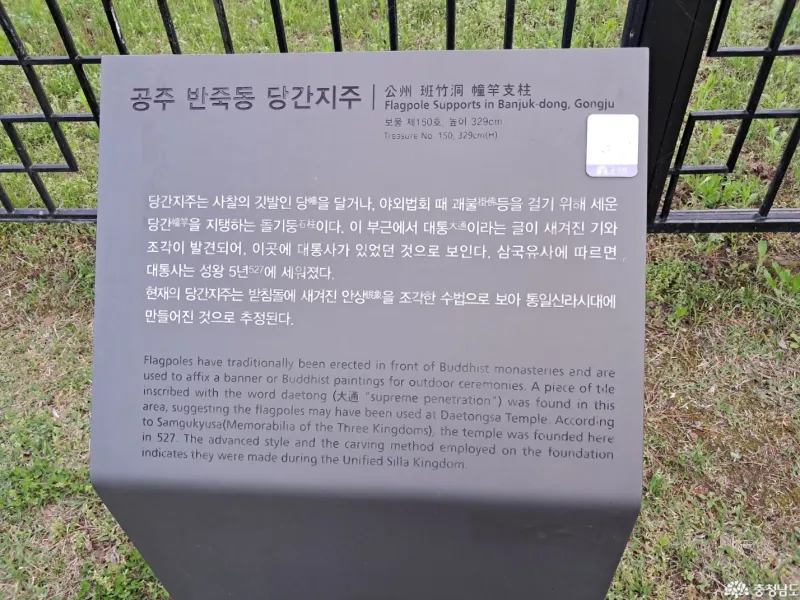 공주 반죽동 당간지주
公州 班竹洞 幢竿支柱
Flagpole Supports in Banjuk-dong, Gongju
보물 제150호, 높이 329cm
Treasure No. 150, 329cm(H)
당간지주는 사찰의 깃발인 당幢을 달거나, 야외법회 때 괘불掛佛등을 걸기 위해 세운
당간幢竿을 지탱하는 돌기둥石柱이다. 이 부근에서 대통大通이라는 글이 새겨진 기와
조각이 발견되어, 이곳에 대통사가 있었던 것으로 보인다. 삼국유사에 따르면,
대통사는 성왕 5년527에 세워졌다.
현재의 당간지주는 받침돌에 새겨진 안상眼象을 조각한 수법으로 보아 통일신라시대에
만들어진 것으로 추정된다.
Flagpoles have traditionally been erected in front of Buddhist monasteries and are
used to affix a banner or Buddhist paintings for outdoor ceremonies. A piece of tile
inscribed with the word daetong (大通 "supreme penetration") was found in this
area, suggesting the flagpoles may have been used at Daetongsa Temple. According
to Samgukyusa(Memorabilia of the Three Kingdoms), the temple was founded here
in 527. The advanced style and the carving method employed on the foundation
indicates they were made during the Unified Silla Kingdom.
충청남도